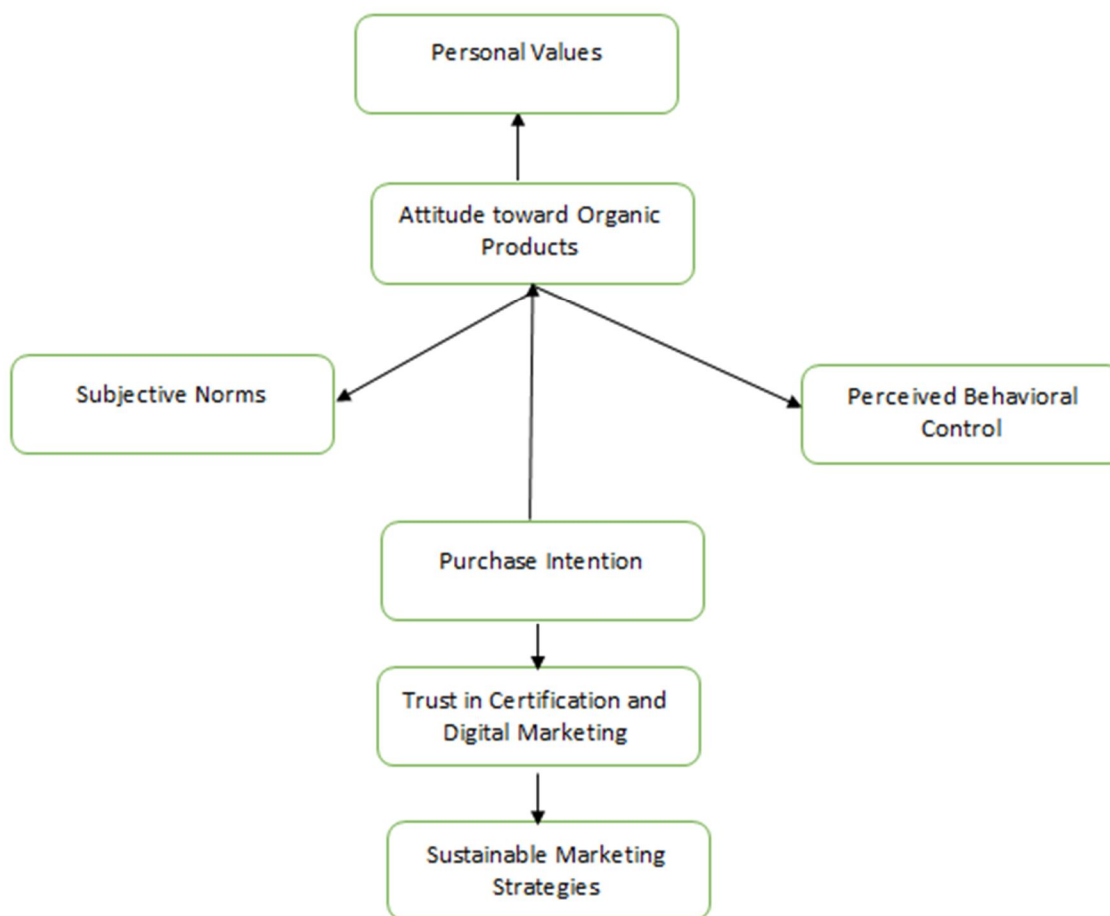 Personal Values
Attitude toward Organic
Products
Subjective Norms
Perceived Behavioral
Control
Purchase Intention
Trust in Certification and
Digital Marketing
Sustainable Marketing
Strategies